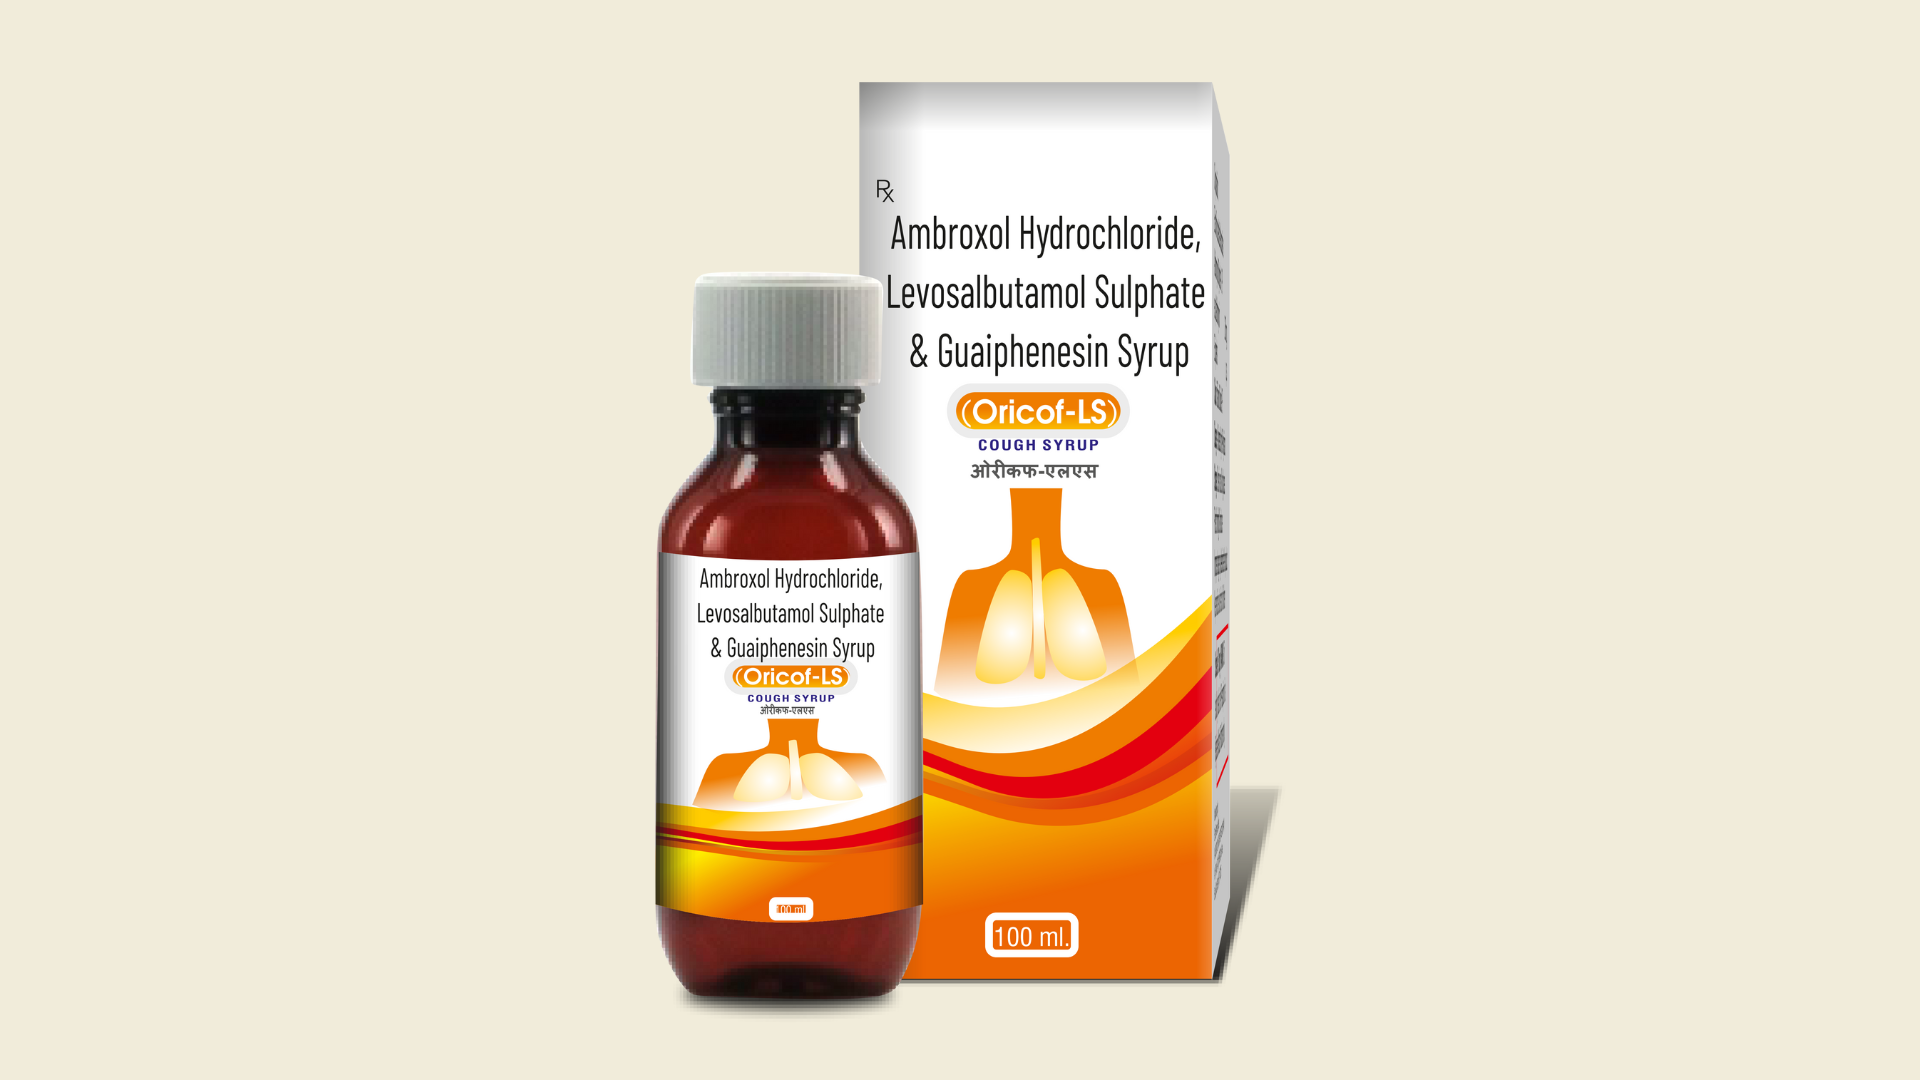 Rx
Ambroxol Hydrochloride,
Levosalbutamol Sulphate
& Guaiphenesin Syrup
(Oricof-LS)
COUGH SYRUP
ओरीकफ-एलएस
100 ml.
Ambroxol Hydrochloride,
Levosalbutamol Sulphate
& Guaiphenesin Syrup
(Oricof-LS)
COUGH SYRUP
ओरीकफ-एलएस
100 ml.